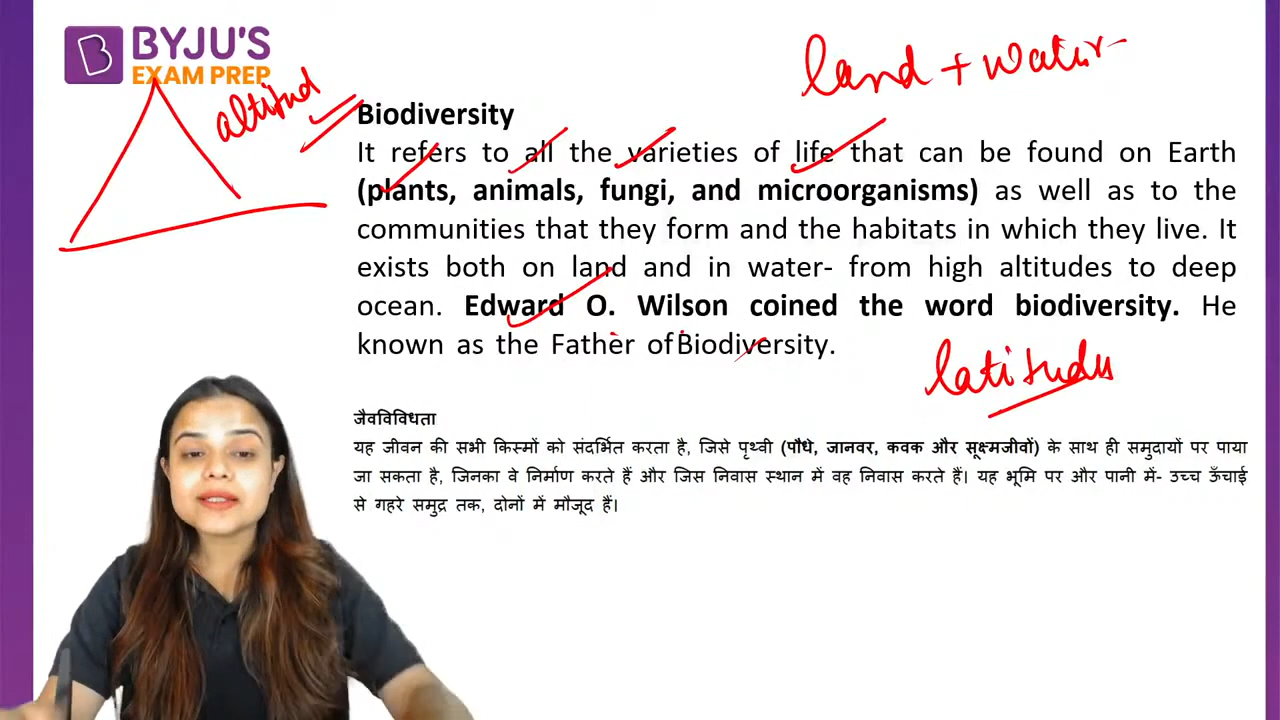 BYJU'S
EXAM PREP
land + water
altitud
Biodiversity
It refers to all the varieties of life that can be found on Earth
(plants, animals, fungi, and microorganisms) as well as to the
communities that they form and the habitats in which they live. It
exists both on land and in water- from high altitudes to deep
ocean. Edward O. Wilson coined the word biodiversity. He
known as the Father of Biodiversity.
latitudes
जैवविविधता
यह जीवन की सभी किस्मों को संदर्भित करता है, जिसे पृथ्वी (पौधे, जानवर, कवक और सूक्ष्मजीवों) के साथ ही समुदायों पर पाया
जा सकता है, जिनका वे निर्माण करते हैं और जिस निवास स्थान में वह निवास करते हैं। यह भूमि पर और पानी में- उच्च ऊँचाई
से गहरे समुद्र तक, दोनों में मौजूद हैं।